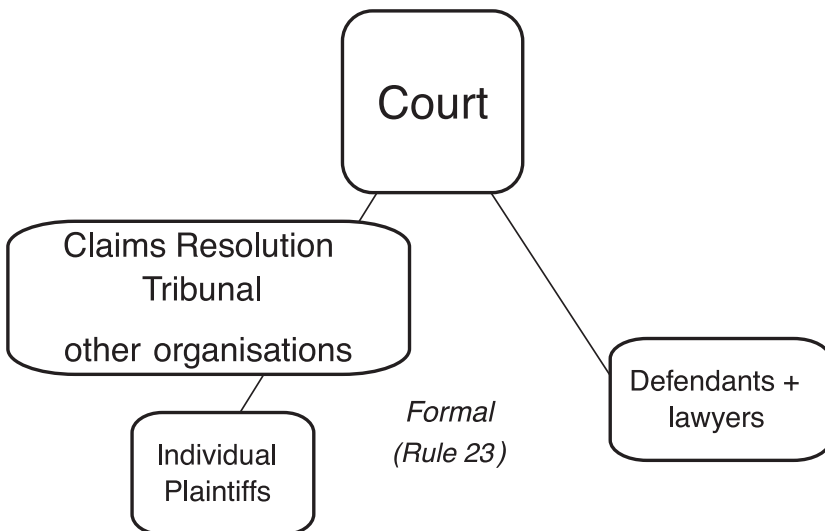 Court
Claims Resolution
Tribunal
other organisations
Defendants +
lawyers
Formal
(Rule 23)
Individual
Plaintiffs